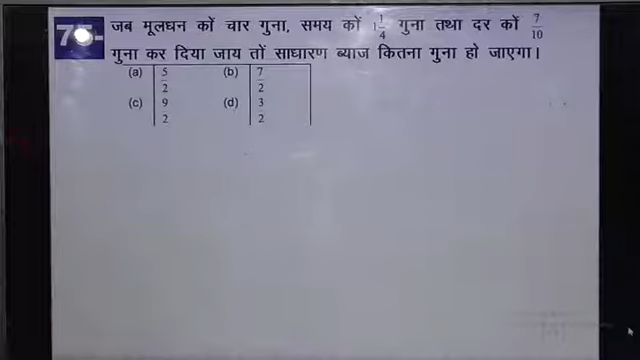 75- जब मूलधन कों चार गुना, समय कों 1 1/4 गुना तथा दर कों 7/10
गुना कर दिया जाय तों साधारण ब्याज कितना गुना हो जाएगा।
(a) 5/2 (b) 7/2
(c) 9/2 (d) 3/2